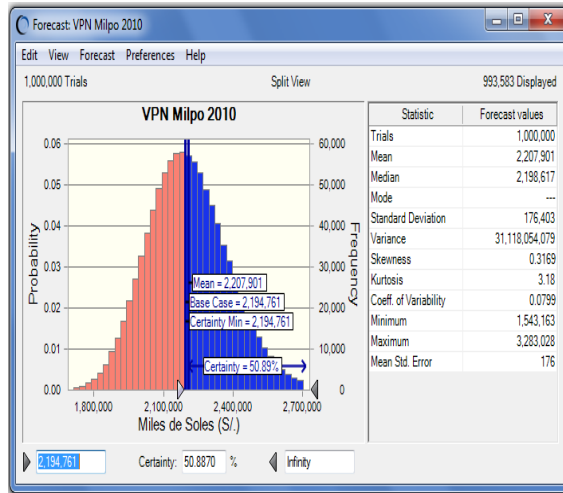 Forecast: VPN Milpo 2010
Edit View Forecast Preferences Help
1,000,000 Trials Split View 993,583 Displayed
VPN Milpo 2010
0.06
0.05
0.04
0.03
0.02
0.01
0.00
Probability
Mean = 2,207,901
Base Case = 2,194,761
Certainty Min = 2,194,761
Certainty = 50.89%
60,000
50,000
40,000
30,000
20,000
10,000
0
Frequency
1,800,000 2,100,000 2,400,000 2,700,000
Miles de Soles (S/.)
Statistic Forecast values
Trials 1,000,000
Mean 2,207,901
Median 2,198,617
Mode ---
Standard Deviation 176,403
Variance 31,118,054,079
Skewness 0.3169
Kurtosis 3.18
Coeff. of Variability 0.0799
Minimum 1,543,163
Maximum 3,283,028
Mean Std. Error 176
2,194,761 Certainty: 50.8870 % Infinity